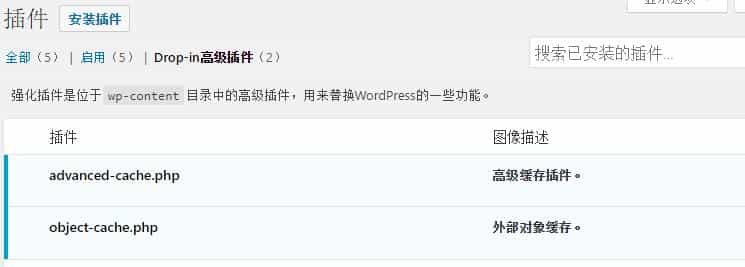 插件 安装插件
全部（5） | 启用（5） | Drop-in高级插件（2）
搜索已安装的插件...
强化插件是位于 wp-content 目录中的高级插件，用来替换WordPress的一些功能。
插件 图像描述
advanced-cache.php 高级缓存插件。
object-cache.php 外部对象缓存。